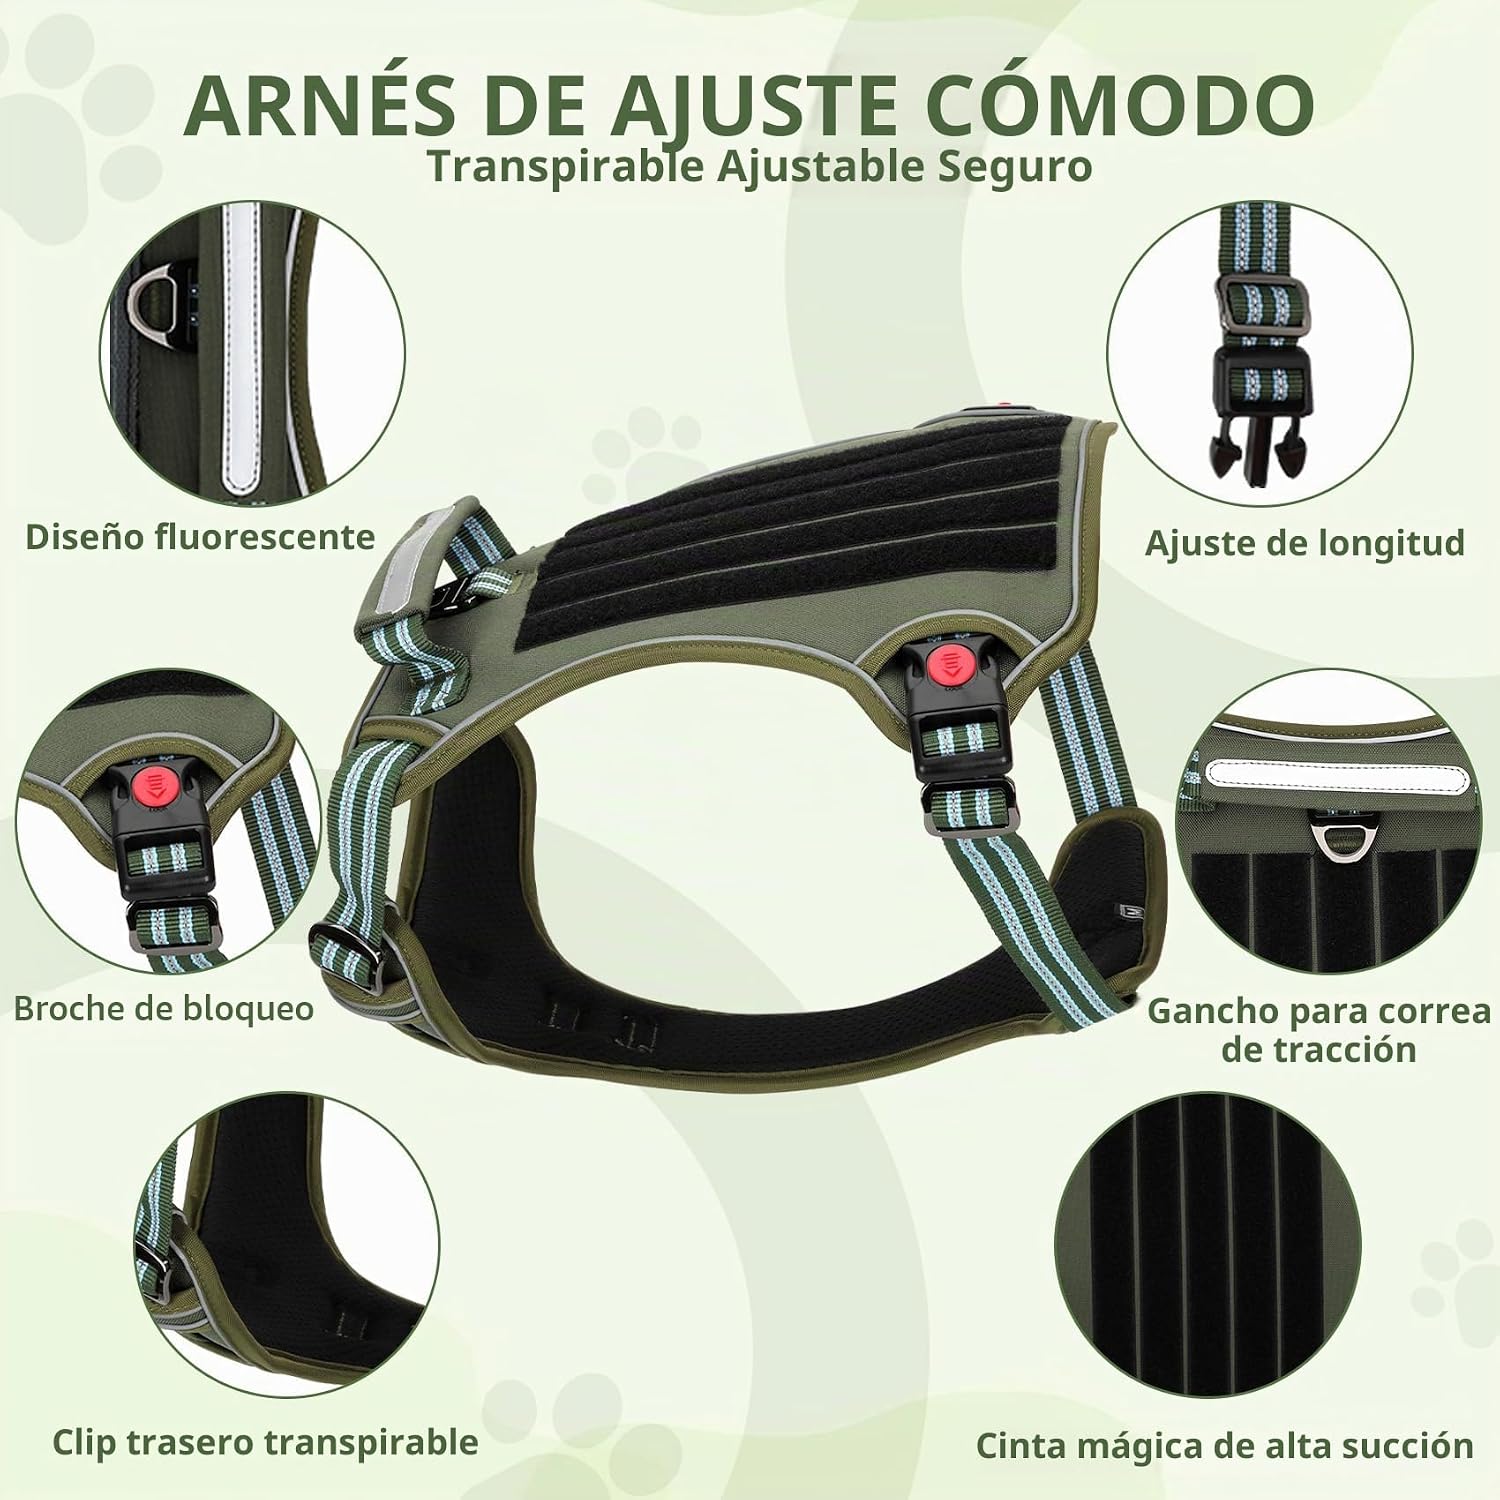 ARNÉS DE AJUSTE CÓMODO
Transpirable Ajustable Seguro
Diseño fluorescente
Ajuste de longitud
Broche de bloqueo
Gancho para correa
de tracción
Clip trasero transpirable
Cinta mágica de alta succión